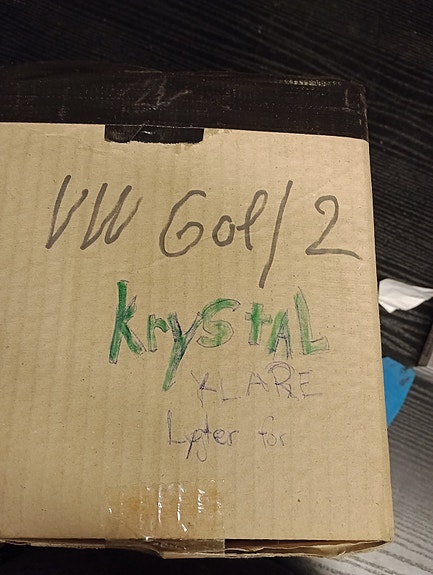 VW Golf 2
KrystAL
KLARE
Lygter for